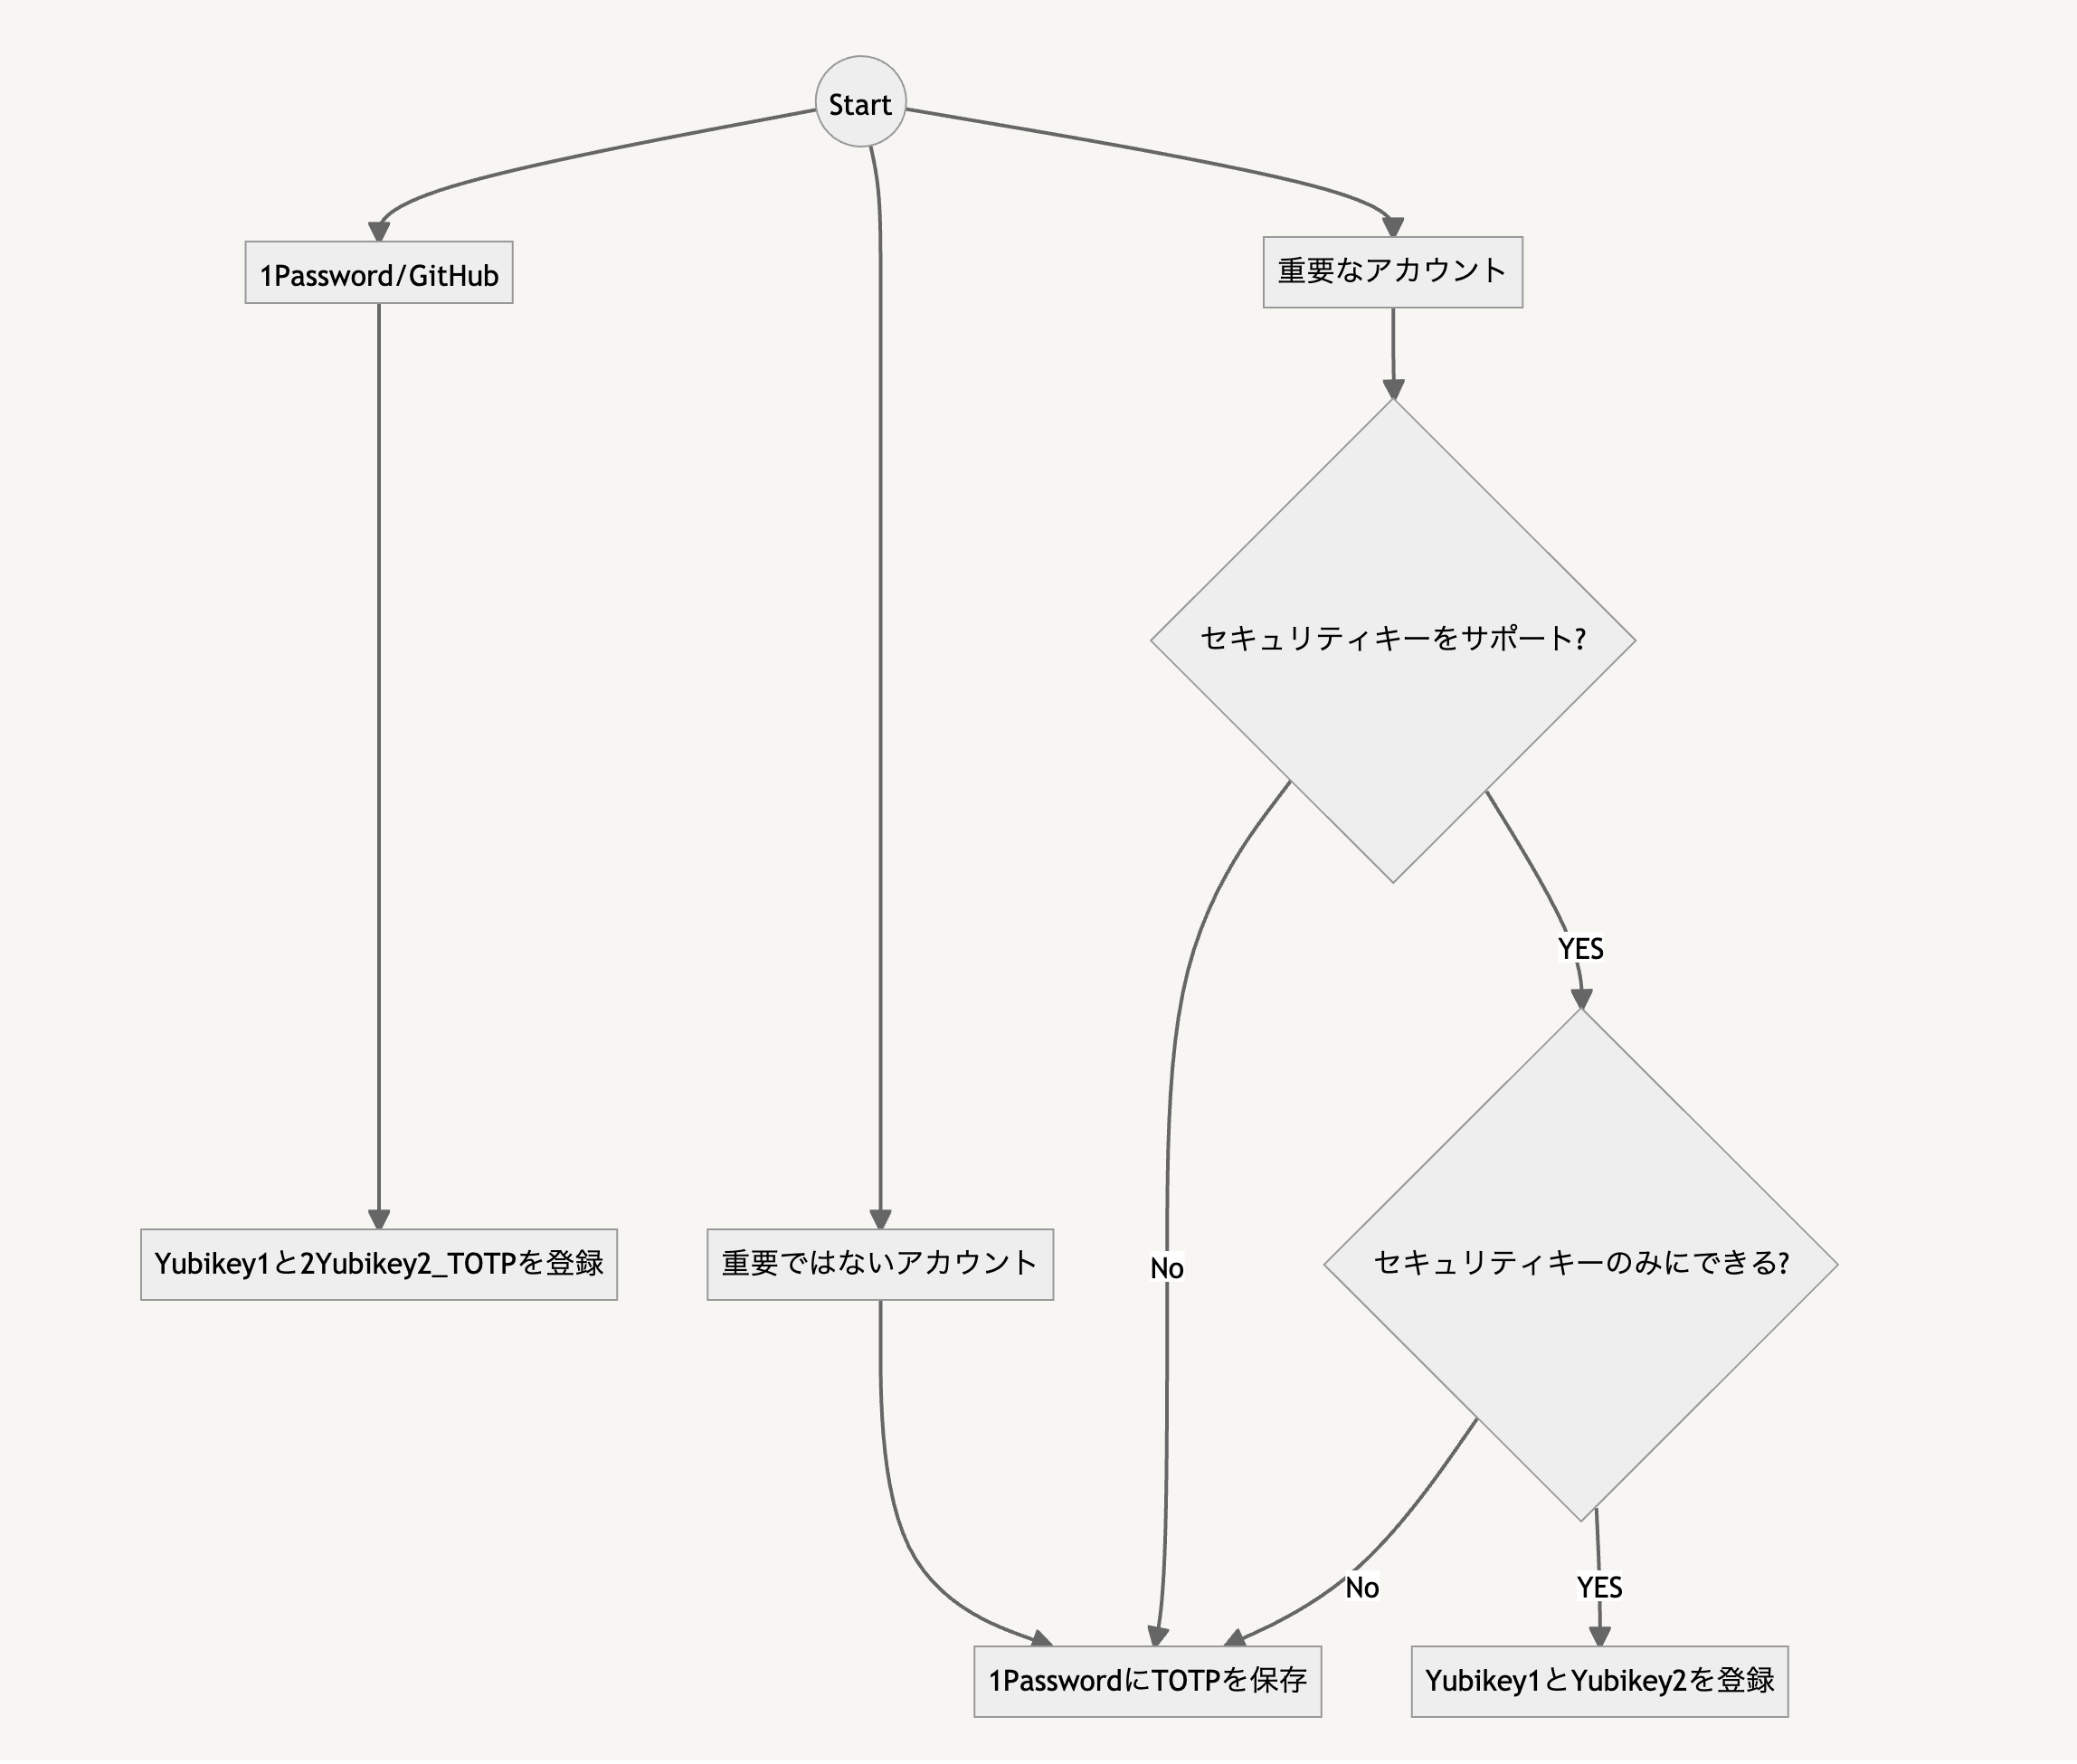 Start
1Password/GitHub
重要なアカウント
セキュリティキーをサポート?
YES
Yubikey1と2Yubikey2_TOTPを登録
重要ではないアカウント
No
セキュリティキーのみにできる?
No
YES
1PasswordにTOTPを保存
Yubikey1とYubikey2を登録